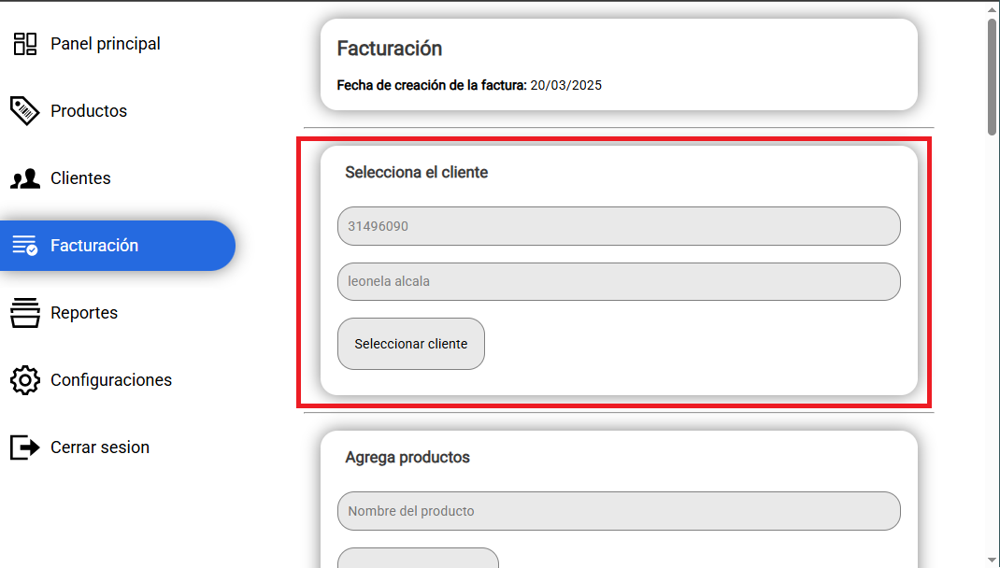 Panel principal
Productos
Clientes
Facturación
Reportes
Configuraciones
Cerrar sesion
Facturación
Fecha de creación de la factura: 20/03/2025
Selecciona el cliente
31496090
leonela alcala
Seleccionar cliente
Agrega productos
Nombre del producto